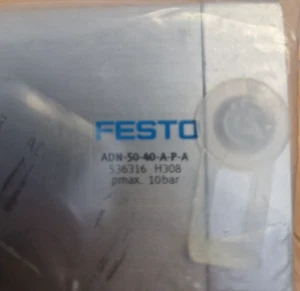 FESTO
ADN-50-40-A-P-A
536316 H308
pmax. 10bar